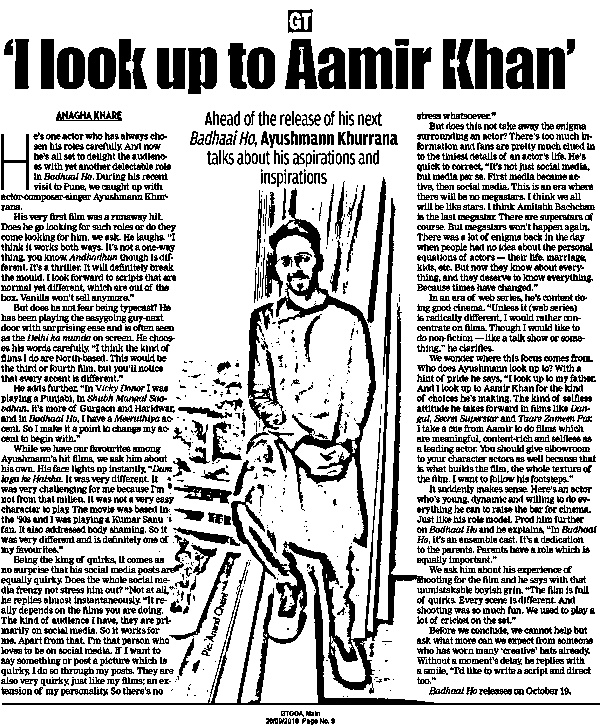 GT
‘I look up to Aamir Khan’
ANAGHA KHARE
Ahead of the release of his next
Badhaai Ho, Ayushmann Khurrana
talks about his aspirations and
inspirations
He’s one actor who has always cho-
sen his roles carefully. And now
he’s all set to delight the audienc-
es with yet another delectable role
in Badhaai Ho. During his recent
visit to Pune, we caught up with
actor-composer-singer Ayushmann Khur-
rana.
His very first film was a runaway hit.
Does he go looking for such roles or do they
come looking for him, we ask. He laughs, “I
think it works both ways. It’s not a one-way
thing, you know. Andhadhun though is dif-
ferent. It’s a thriller. It will definitely break
the mould. I look forward to scripts that are
normal yet different, which are out of the
box. Vanilla won’t sell anymore.”
But does he not fear being typecast? He
has been playing the easygoing guy-next
door with surprising ease and is often seen
as the Delhi ka munda on screen. He choos-
es his words carefully. “I think the kind of
films I do are North-based. This would be
the third or fourth film, but you’ll notice
that every accent is different.”
He adds further, “In Vicky Donor I was
playing a Punjabi, in Shubh Mangal Saa-
vdhan, it’s more of Gurgaon and Haridwar,
and in Badhaai Ho, I have a Meeruthiya ac-
cent. So I make it a point to change my ac-
cent to begin with.”
While we have our favourites among
Ayushmann’s films, we ask him about
his own. His face lights up instantly, “Dum
laga ke Haisha. It was very different. It
was very challenging for me because I’m
not from that milieu. It was not a very easy
character to play. The movie was based in
the ’90s and I was playing a Kumar Sanu
fan. It also addressed body shaming. So it
was very different and is definitely one of
my favourites.”
Being the king of quirks, it comes as
no surprise that his social media posts are
equally quirky. Does the whole social me-
dia frenzy not stress him out? “Not at all,”
he replies almost instantaneously. “It re-
ally depends on the films you are doing.
The kind of audience I have, they are pri-
marily on social media. So it works for
me. Apart from that, I’m that person who
loves to be on social media. If I want to
say something or post a picture which is
quirky, I do so through my posts. They are
also very quirky, just like my films; an ex-
tension of my personality. So there’s no
Pic: Anand Chaini
stress whatsoever.”
But does this not take away the enigma
surrounding an actor? There’s too much in-
formation and fans are pretty much clued in
to the tiniest details of an actor’s life. He’s
quick to correct, “It’s not just social media,
but media per se. First media became ac-
tive, then social media. This is an era where
there will be no megastars. I think we all
will be like stars. I think Amitabh Bachchan
is the last megastar. There are superstars of
course. But megastars won’t happen again.
There was a lot of enigma back in the day
when people had no idea about the personal
equations of actors — their life, marriage,
kids, etc. But now they know about every-
thing, and they deserve to know everything.
Because times have changed.”
In an era of web series, he’s content do-
ing good cinema. “Unless it (web series)
is radically different, I would rather con-
centrate on films. Though I would like to
do non-fiction — like a talk show or some-
thing,” he clarifies.
We wonder where this focus comes from.
Who does Ayushmann look up to? With a
hint of pride he says, “I look up to my father.
And I look up to Aamir Khan for the kind
of choices he’s making. The kind of selfless
attitude he takes forward in films like Dan-
gal, Secret Superstar and Taare Zameen Par.
I take a cue from Aamir to do films which
are meaningful, content-rich and selfless as
a leading actor. You should give elbowroom
to your character actors as well because that
is what builds the film, the whole texture of
the film. I want to follow his footsteps.”
It suddenly makes sense. Here’s an actor
who’s young, dynamic and willing to do ev-
erything he can to raise the bar for cinema.
Just like his role model. Prod him further
on Badhaai Ho and he explains, “In Badhaai
Ho, it’s an ensemble cast. It’s a dedication
to the parents. Parents have a role which is
equally important.”
We ask him about his experience of
shooting for the film and he says with that
unmistakable boyish grin, “The film is full
of quirks. Every scene is different. And
shooting was so much fun. We used to play a
lot of cricket on the set.”
Before we conclude, we cannot help but
ask what more can we expect from someone
who has worn many ‘creative’ hats already.
Without a moment’s delay, he replies with
a smile, “I’d like to write a script and direct
too.”
Badhaai Ho releases on October 19.
GTGOA, Main
Page No. 9